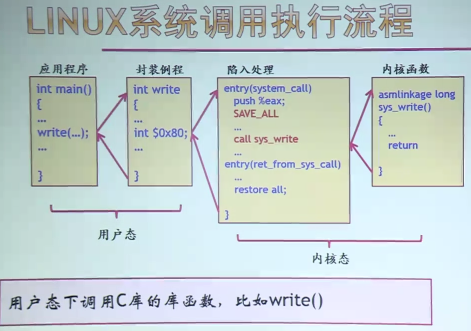 LINUX系统调用执行流程
应用程序
int main()
{
…
write(…);
…
}
封装例程
int write
{
…
int $0x80;
…
}
陷入处理
entry(system_call)
push %eax;
SAVE_ALL
…
call sys_write
…
entry(ret_from_sys_call)
…
restore all;
}
内核函数
asmlinkage long
sys_write()
{
…
return
}
用户态
内核态
用户态下调用C库的库函数，比如write()